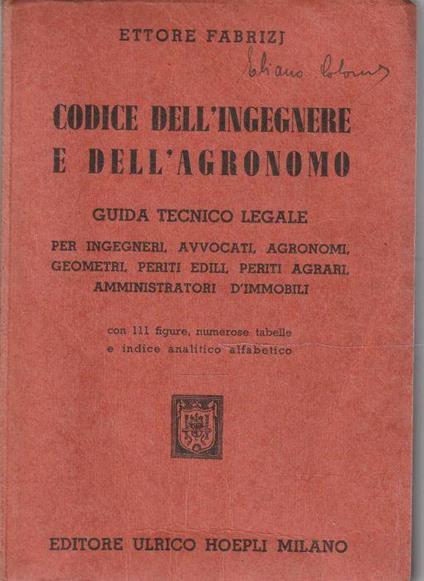 ETTORE FABRIZJ
CODICE DELL'INGEGNERE
E DELL'AGRONOMO
GUIDA TECNICO LEGALE
PER INGEGNERI, AVVOCATI, AGRONOMI,
GEOMETRI, PERITI EDILI, PERITI AGRARI,
AMMINISTRATORI D'IMMOBILI
con 111 figure, numerose tabelle
e indice analitico alfabetico
EDITORE ULRICO HOEPLI MILANO